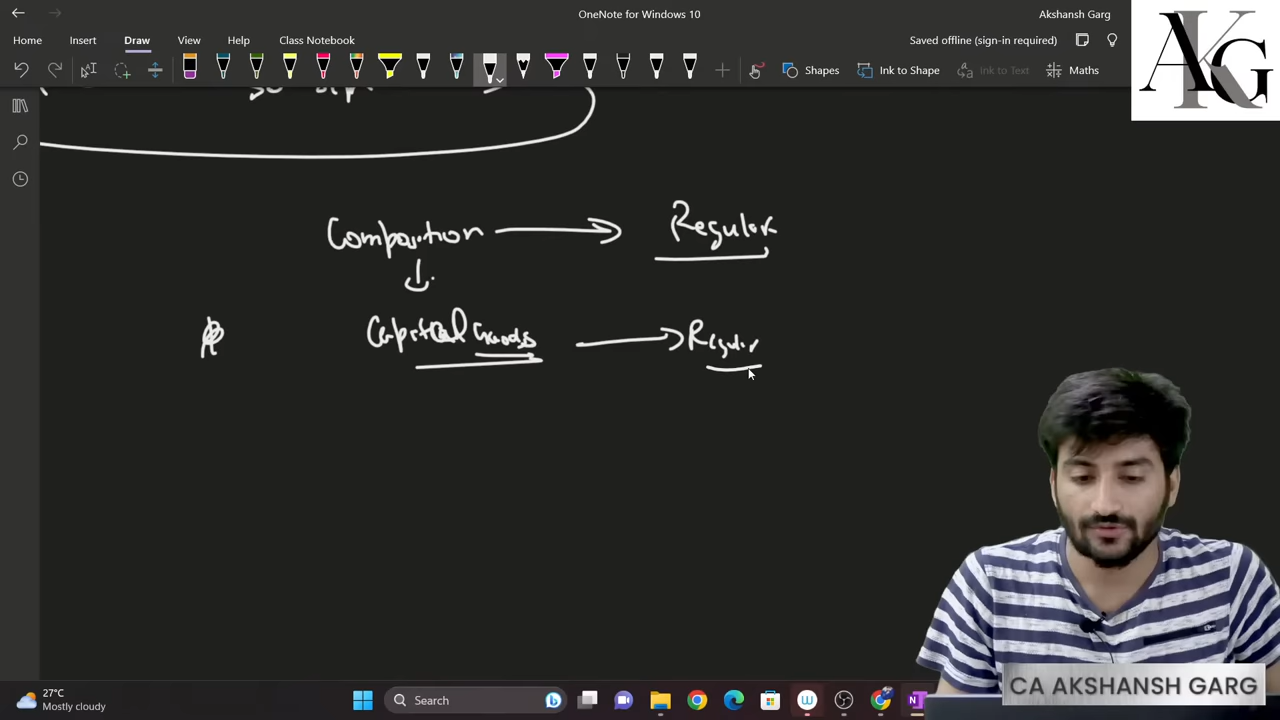 OneNote for Windows 10
Akshansh Garg
Home Insert Draw View Help Class Notebook
Saved offline (sign-in required)
Shapes Ink to Shape Ink to Text Maths
AKG
Composition → Regular
Capital Goods → Regular
27°C
Mostly cloudy
Search
CA AKSHANSH GARG